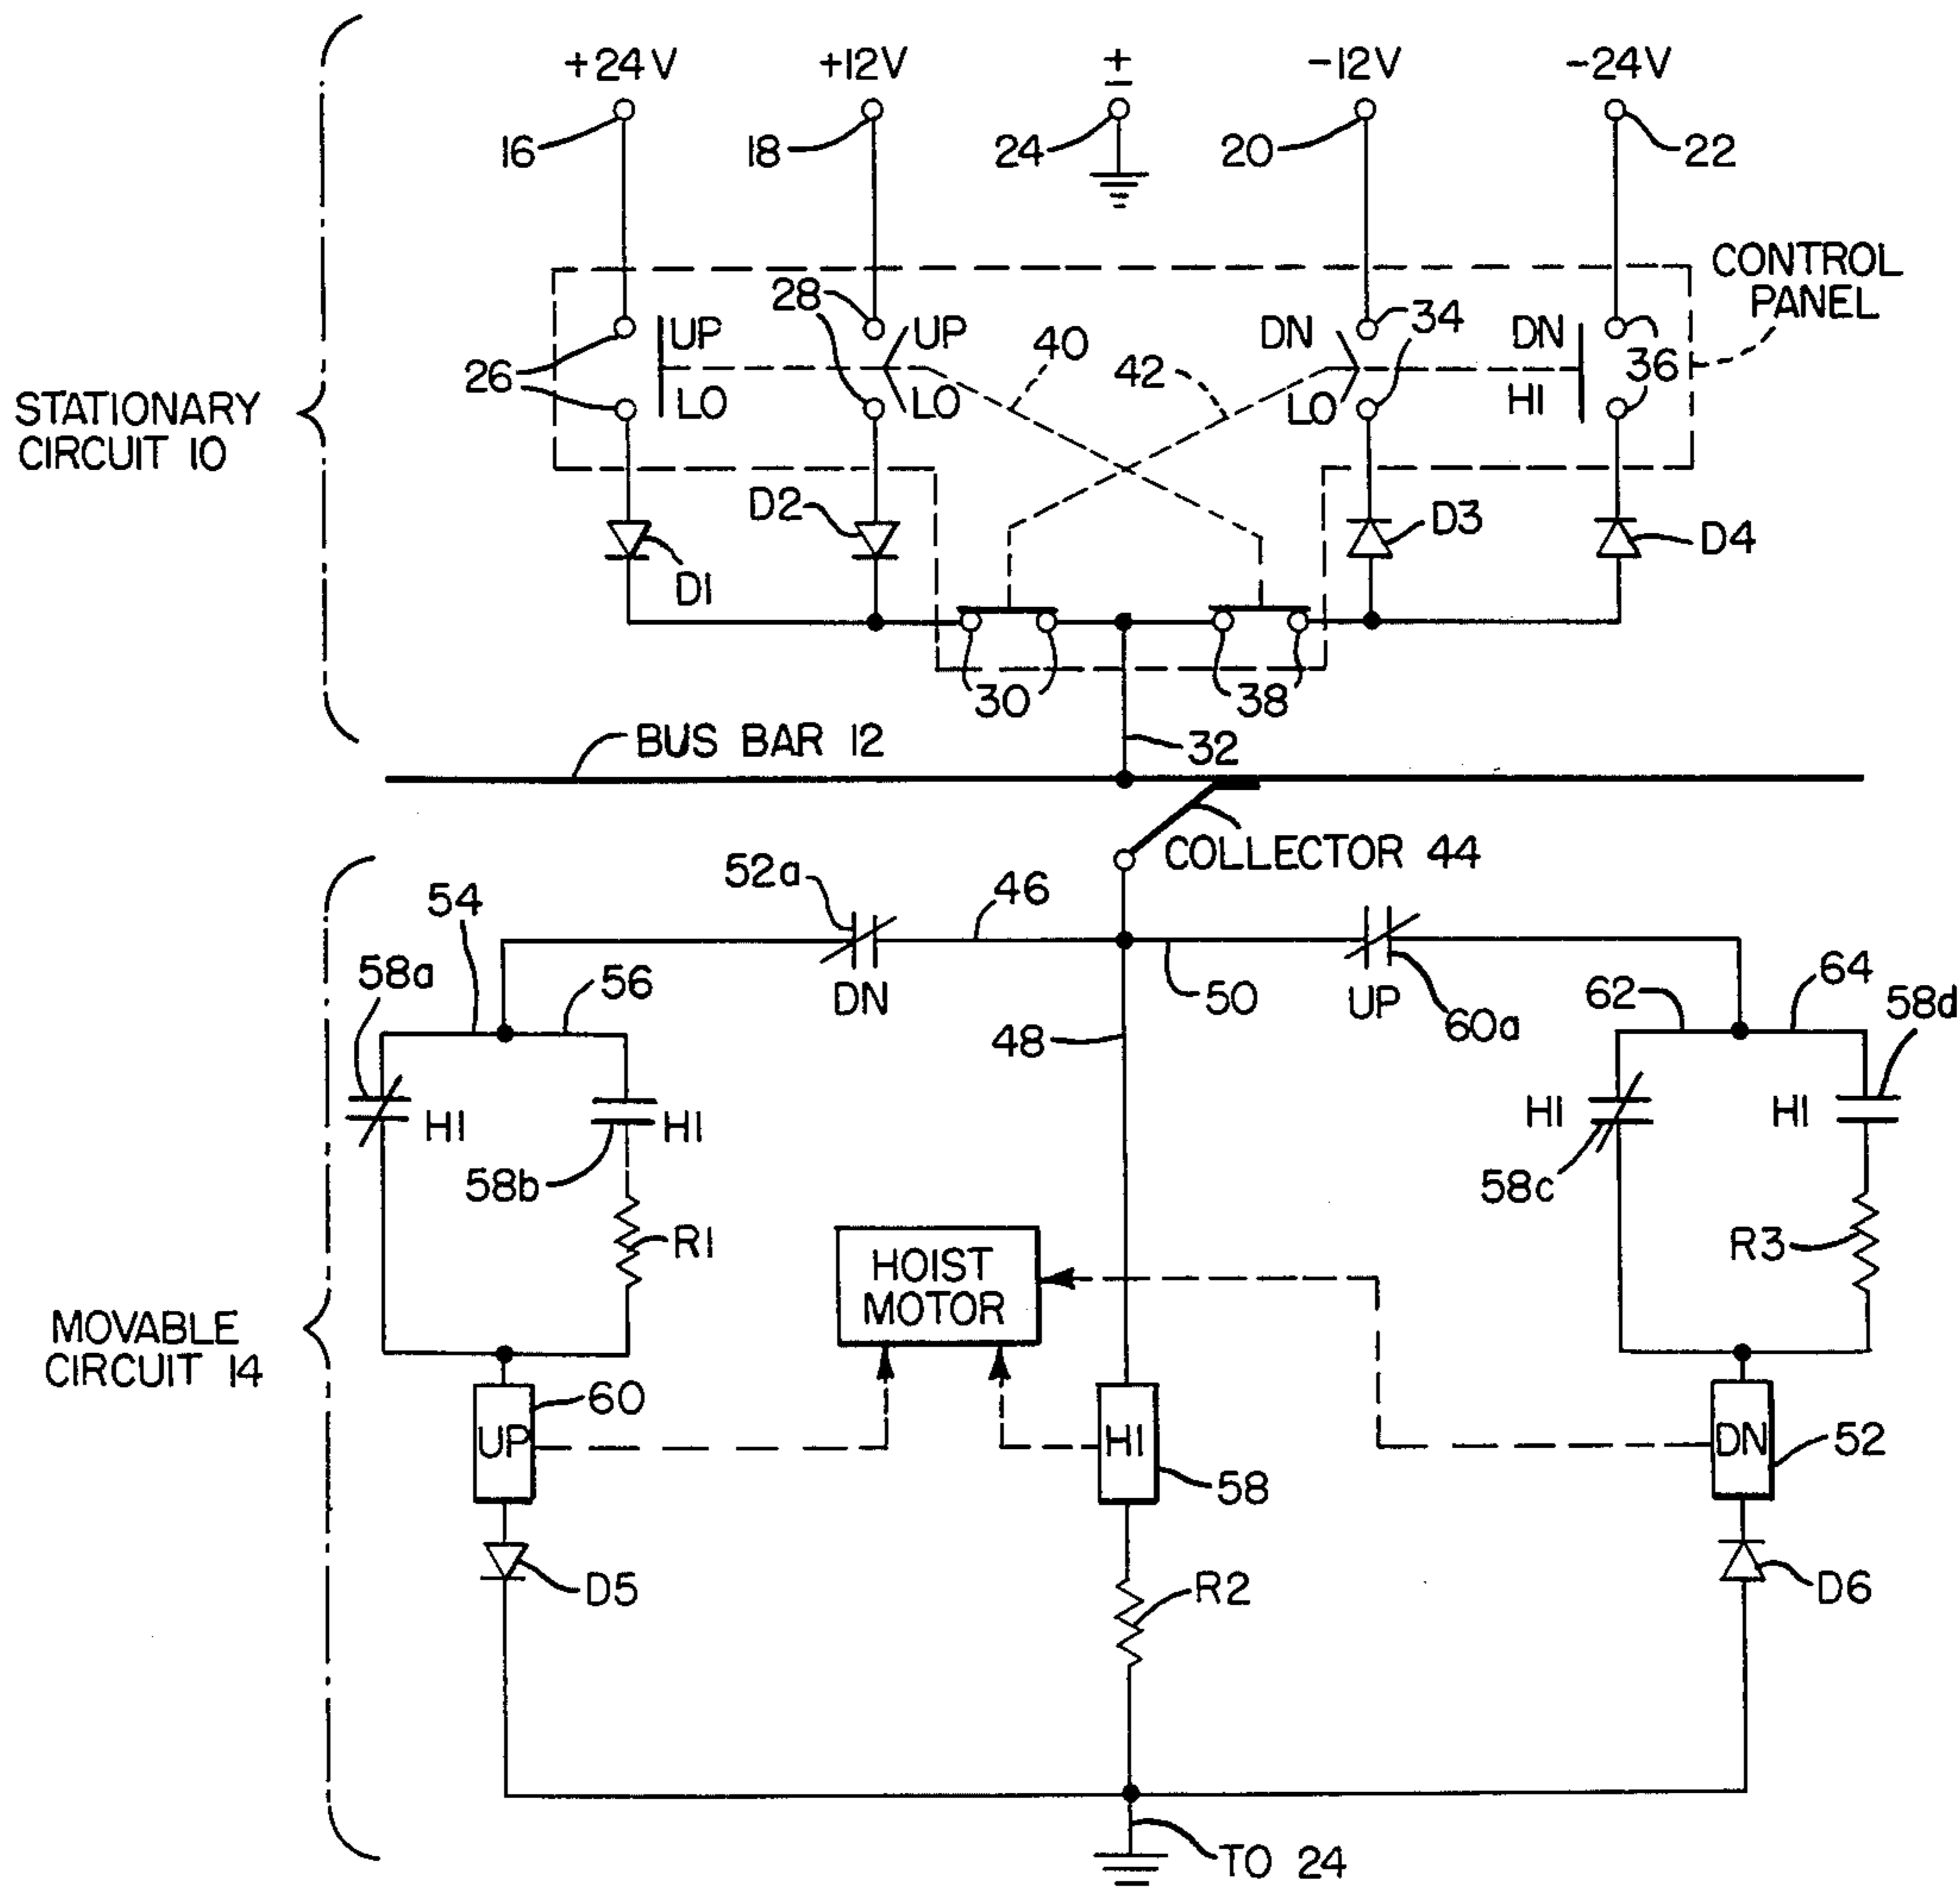 +24V
+12V
±
-12V
-24V
16
18
24
20
22
CONTROL
PANEL
28
34
UP
UP
40
DN
DN
42
26
36
LO
LO
LO
HI
STATIONARY
CIRCUIT 10
D2
D3
D4
D1
30
38
BUS BAR 12
32
COLLECTOR 44
52a
46
54
58a
56
DN
50
UP
60a
62
64
58d
48
HI
HI
HI
HI
58b
58c
R1
R3
HOIST
MOTOR
MOVABLE
CIRCUIT 14
60
UP
HI
DN
52
58
D5
R2
D6
TO 24